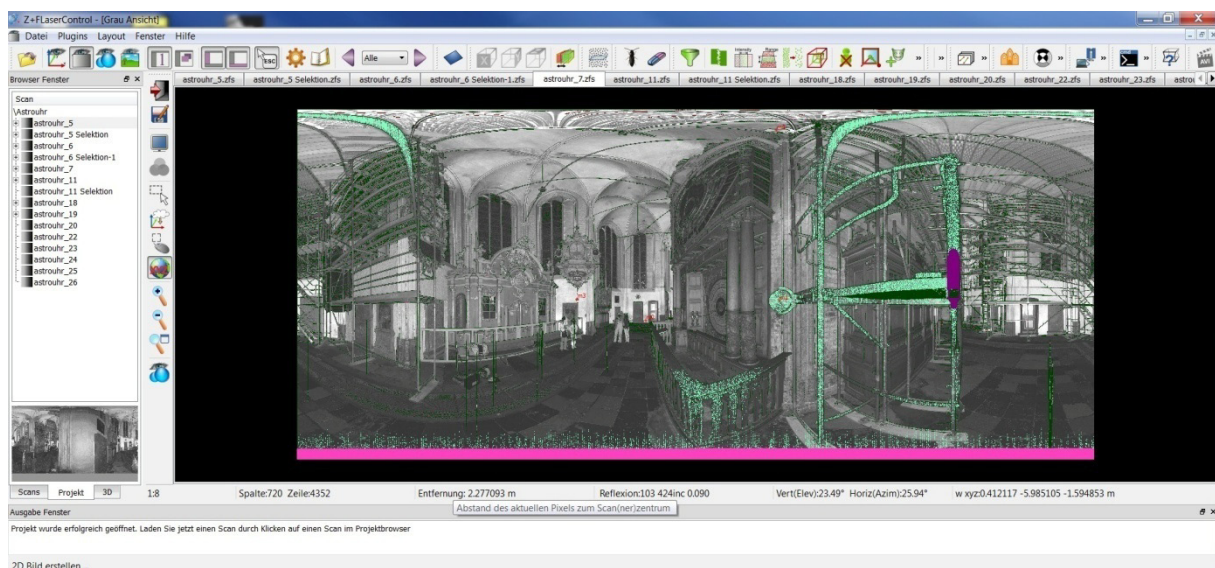 Z+FLaserControl - [Grau Ansicht]
Datei Plugins Layout Fenster Hilfe
ESC Alle Intensity Range AVI
Browser Fenster
astrouhr_5.zfs astrouhr_5 Selektion.zfs astrouhr_6.zfs astrouhr_6 Selektion-1.zfs astrouhr_7.zfs astrouhr_11.zfs astrouhr_11 Selektion.zfs astrouhr_18.zfs astrouhr_19.zfs astrouhr_20.zfs astrouhr_22.zfs astrouhr_23.zfs
Scan
\Astrouhr
astrouhr_5
astrouhr_5 Selektion
astrouhr_6
astrouhr_6 Selektion-1
astrouhr_7
astrouhr_11
astrouhr_11 Selektion
astrouhr_18
astrouhr_19
astrouhr_20
astrouhr_22
astrouhr_23
astrouhr_24
astrouhr_25
astrouhr_26
Scans Projekt 3D
1:8 Spalte:720 Zeile:4352 Entfernung: 2.277093 m Reflexion:103 424inc 0.090 Vert(Elev):23.49° Horiz(Azim):25.94° w xyz:0.412117 -5.985105 -1.594853 m
Abstand des aktuellen Pixels zum Scan(ner)zentrum
Ausgabe Fenster
Projekt wurde erfolgreich geöffnet. Laden Sie jetzt einen Scan durch Klicken auf einen Scan im Projektbrowser
2D Bild erstellen ...